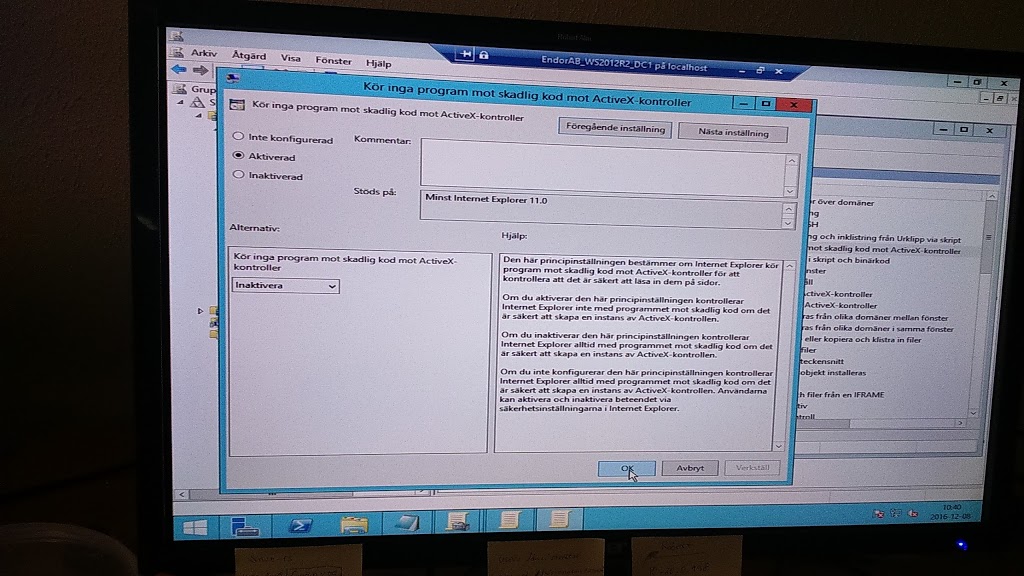 EndorAB_WS2012R2_DC1 på localhost
Arkiv Åtgärd Visa Fönster Hjälp
Grup
S
Kör inga program mot skadlig kod mot ActiveX-kontroller
Kör inga program mot skadlig kod mot ActiveX-kontroller
Föregående inställning Nästa inställning
Inte konfigurerad
Aktiverad
Inaktiverad
Kommentar:
Stöds på:
Minst Internet Explorer 11.0
Alternativ:
Hjälp:
Kör inga program mot skadlig kod mot ActiveX-
kontroller
Inaktivera
Den här principinställningen bestämmer om Internet Explorer kör
program mot skadlig kod mot ActiveX-kontroller för att
kontrollera att det är säkert att läsa in dem på sidor.
Om du aktiverar den här principinställningen kontrollerar
Internet Explorer inte med programmet mot skadlig kod om det
är säkert att skapa en instans av ActiveX-kontrollen.
Om du inaktiverar den här principinställningen kontrollerar
Internet Explorer alltid med programmet mot skadlig kod om det
är säkert att skapa en instans av ActiveX-kontrollen.
Om du inte konfigurerar den här principinställningen kontrollerar
Internet Explorer alltid med programmet mot skadlig kod om det
är säkert att skapa en instans av ActiveX-kontrollen. Användarna
kan aktivera och inaktivera beteendet via
säkerhetsinställningarna i Internet Explorer.
OK Avbryt Verkställ
r över domäner
ng
SH
ng och inklistring från Urklipp via skript
mot skadlig kod mot ActiveX-kontroller
i skript och binärkod
nster
ll
ActiveX-kontroller
ActiveX-kontroller
ras från olika domäner mellan fönster
ras från olika domäner i samma fönster
eller kopiera och klistra in filer
filer
teckensnitt
objekt installeras
h filer från en IFRAME
tiv
ntroll
10:40
2016-12-08